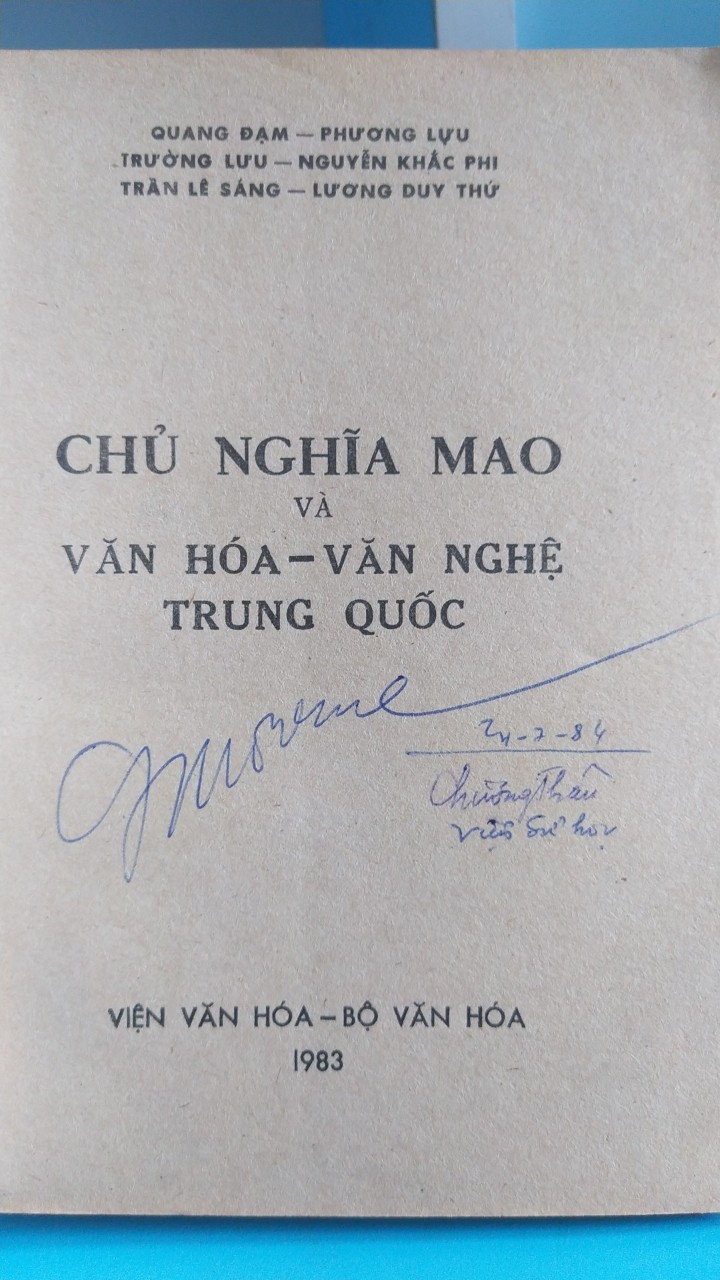 QUANG ĐẠM — PHƯƠNG LỰU
TRƯỜNG LƯU — NGUYỄN KHẮC PHI
TRẦN LÊ SÁNG — LƯƠNG DUY THỨ
CHỦ NGHĨA MAO
VÀ
VĂN HÓA — VĂN NGHỆ
TRUNG QUỐC
24-7-84
Chương Thâu
Viện Sử học
VIỆN VĂN HÓA — BỘ VĂN HÓA
1983